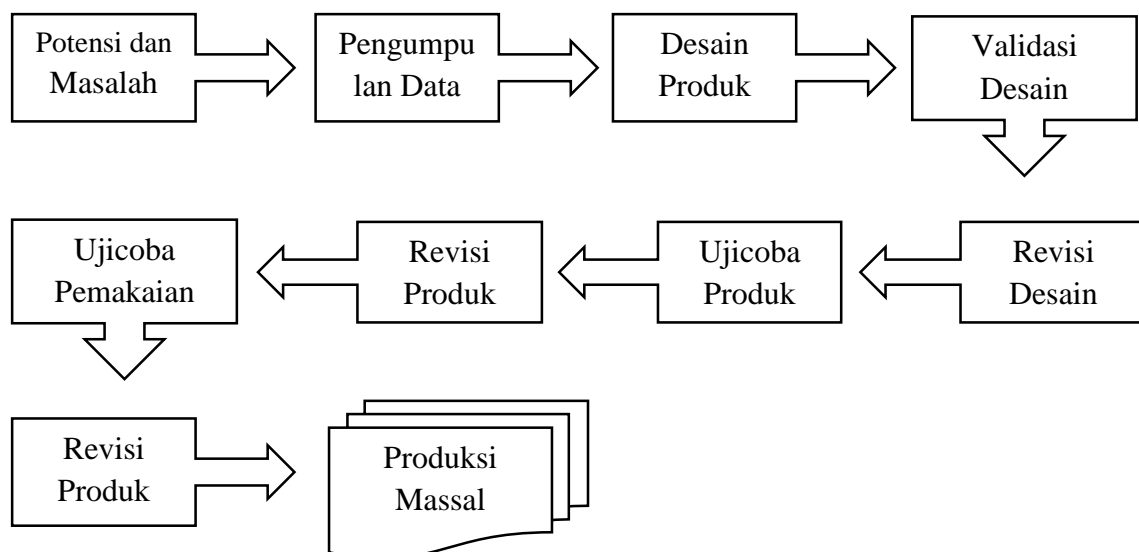 Potensi dan
Masalah
Pengumpu
lan Data
Desain
Produk
Validasi
Desain
Revisi
Desain
Ujicoba
Produk
Revisi
Produk
Ujicoba
Pemakaian
Revisi
Produk
Produksi
Massal